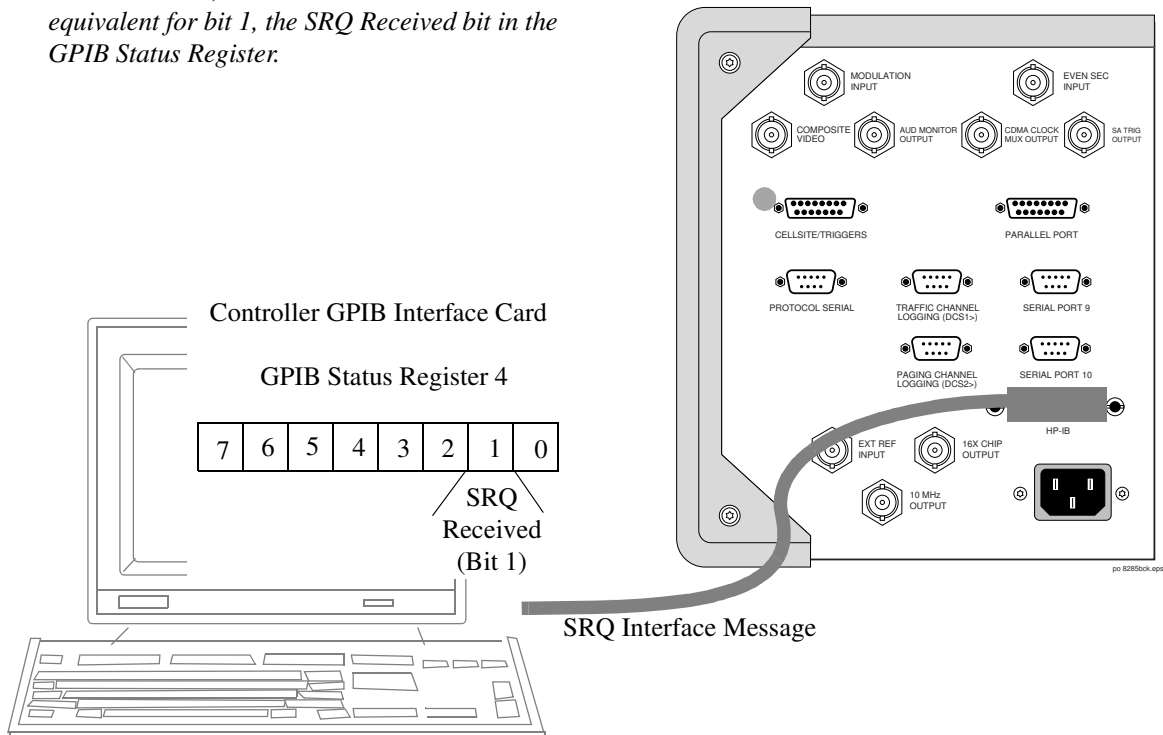 equivalent for bit 1, the SRQ Received bit in the
GPIB Status Register.
MODULATION
INPUT
EVEN SEC
INPUT
COMPOSITE
VIDEO
AUD MONITOR
OUTPUT
CDMA CLOCK
MUX OUTPUT
SA TRIG
OUTPUT
CELLSITE/TRIGGERS
PARALLEL PORT
PROTOCOL SERIAL
TRAFFIC CHANNEL
LOGGING (DCS1>)
SERIAL PORT 9
PAGING CHANNEL
LOGGING (DCS2>)
SERIAL PORT 10
HP-IB
EXT REF
INPUT
16X CHIP
OUTPUT
10 MHz
OUTPUT
po 8285bck.eps
Controller GPIB Interface Card
GPIB Status Register 4
7 6 5 4 3 2 1 0
SRQ
Received
(Bit 1)
SRQ Interface Message